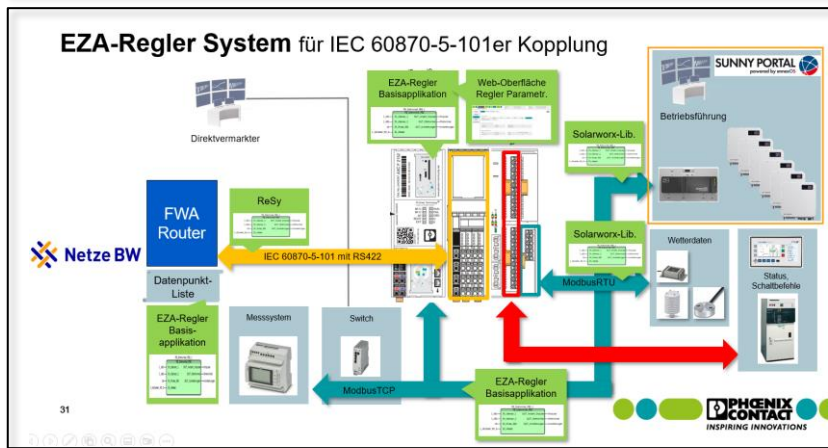 EZA-Regler System für IEC 60870-5-101er Kopplung
EZA-Regler
Basisapplikation
Web-Oberfläche
Regler Parametr.
SUNNY PORTAL
powered by ennexOS
Betriebsführung
Direktvermarkter
Solarworx-Lib.
ReSy
FWA
Router
Netze BW
IEC 60870-5-101 mit RS422
Solarworx-Lib.
Wetterdaten
Status,
Schaltbefehle
ModbusRTU
Datenpunkt-
Liste
EZA-Regler
Basis-
applikation
Messsystem
Switch
ModbusTCP
EZA-Regler
Basisapplikation
31
PHŒNIX
CONTACT
INSPIRING INNOVATIONS